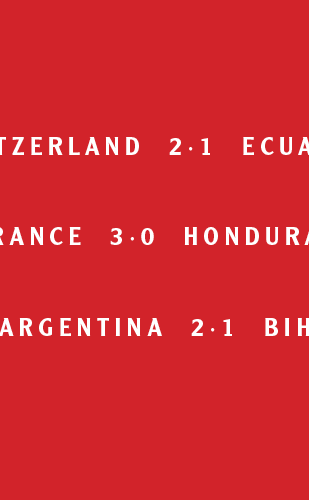 TZERLAND 2·1 ECUA
RANCE 3·0 HONDURA
ARGENTINA 2·1 BIH